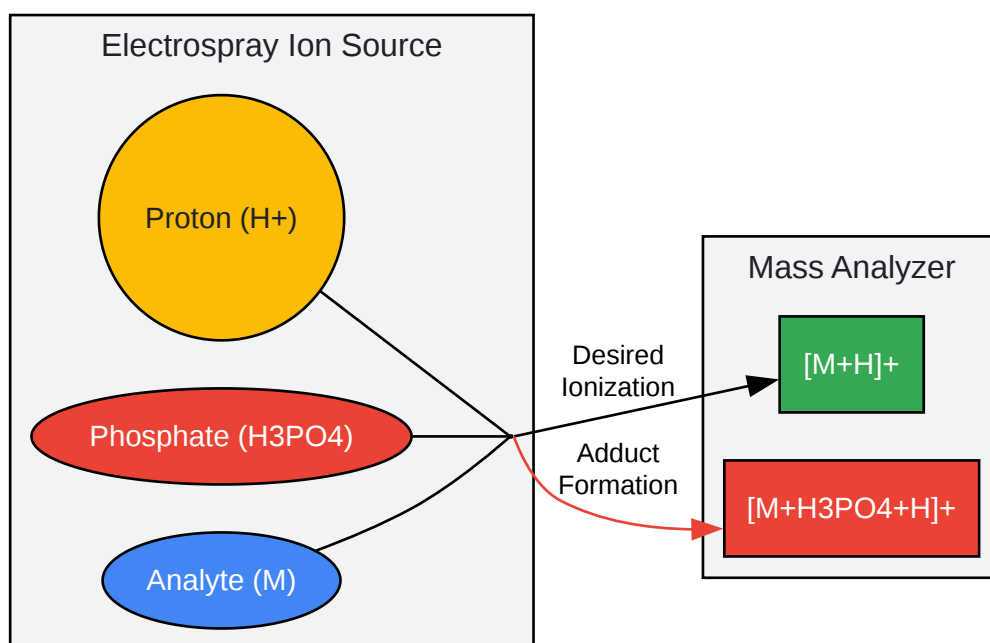 Electrospray Ion Source
Proton (H+)
Phosphate (H3PO4)
Analyte (M)
Desired
Ionization
Adduct
Formation
Mass Analyzer
[M+H]+
[M+H3PO4+H]+